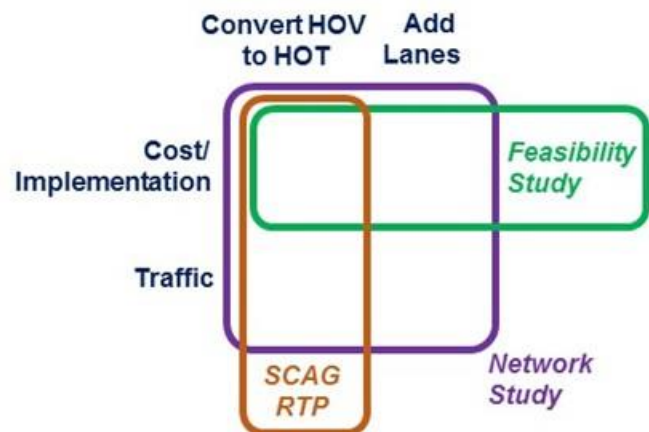 Convert HOV
to HOT
Add
Lanes
Cost/
Implementation
Feasibility
Study
Traffic
SCAG
RTP
Network
Study